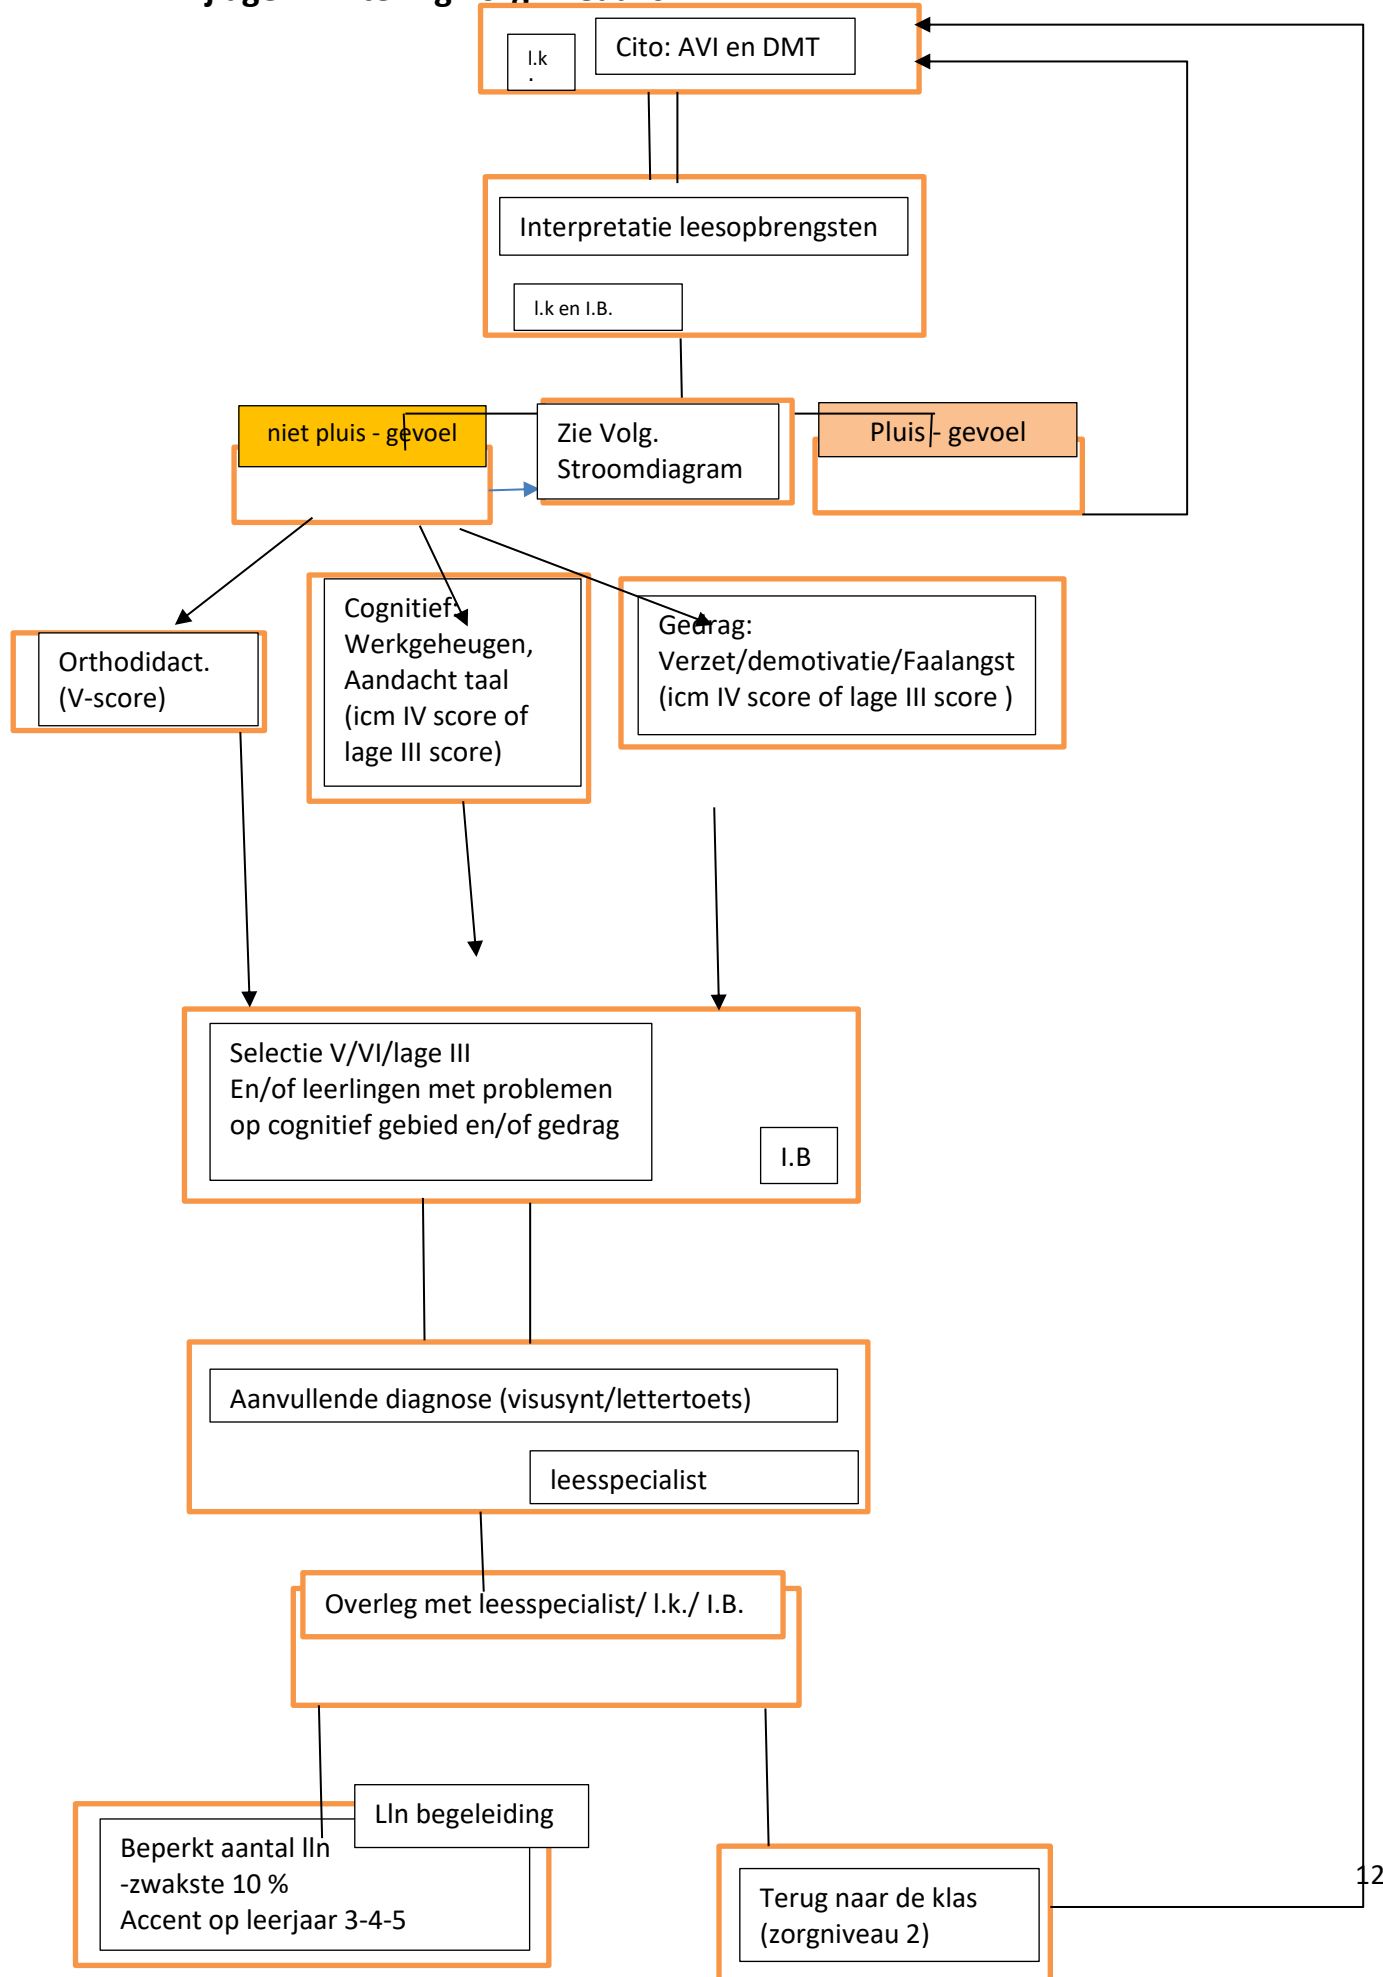 Cito: AVI en DMT
l.k
.
Interpretatie leesopbrengsten
l.k en I.B.
niet pluis - gevoel
Zie Volg.
Stroomdiagram
Pluis - gevoel
Orthodidact.
(V-score)
Cognitief:
Werkgeheugen,
Aandacht taal
(icm IV score of
lage III score)
Gedrag:
Verzet/demotivatie/Faalangst
(icm IV score of lage III score )
Selectie V/VI/lage III
En/of leerlingen met problemen
op cognitief gebied en/of gedrag
I.B
Aanvullende diagnose (visusynt/lettertoets)
leesspecialist
Overleg met leesspecialist/ l.k./ I.B.
Lln begeleiding
Beperkt aantal lln
-zwakste 10 %
Accent op leerjaar 3-4-5
Terug naar de klas
(zorgniveau 2)
12